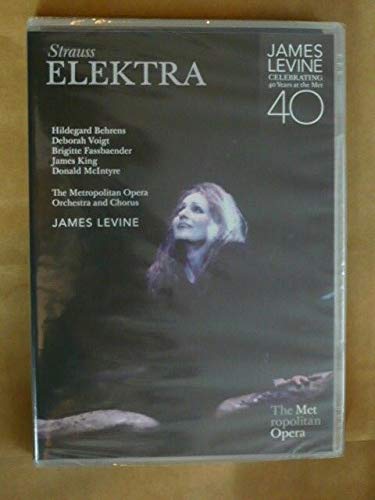 Strauss
ELEKTRA
JAMES
LEVINE
CELEBRATING
40 Years at the Met
40
Hildegard Behrens
Deborah Voigt
Brigitte Fassbaender
James King
Donald McIntyre
The Metropolitan Opera
Orchestra and Chorus
JAMES LEVINE
The Met
ropolitan
Opera